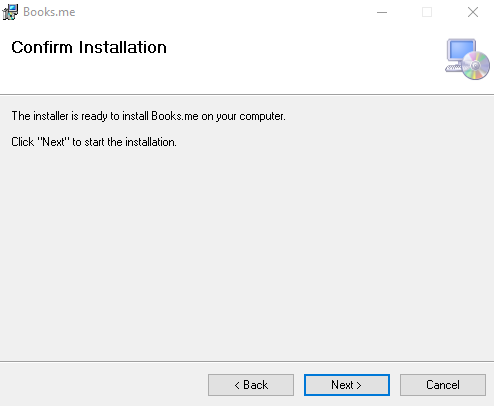 Books.me
Confirm Installation
The installer is ready to install Books.me on your computer.
Click "Next" to start the installation.
< Back
Next >
Cancel